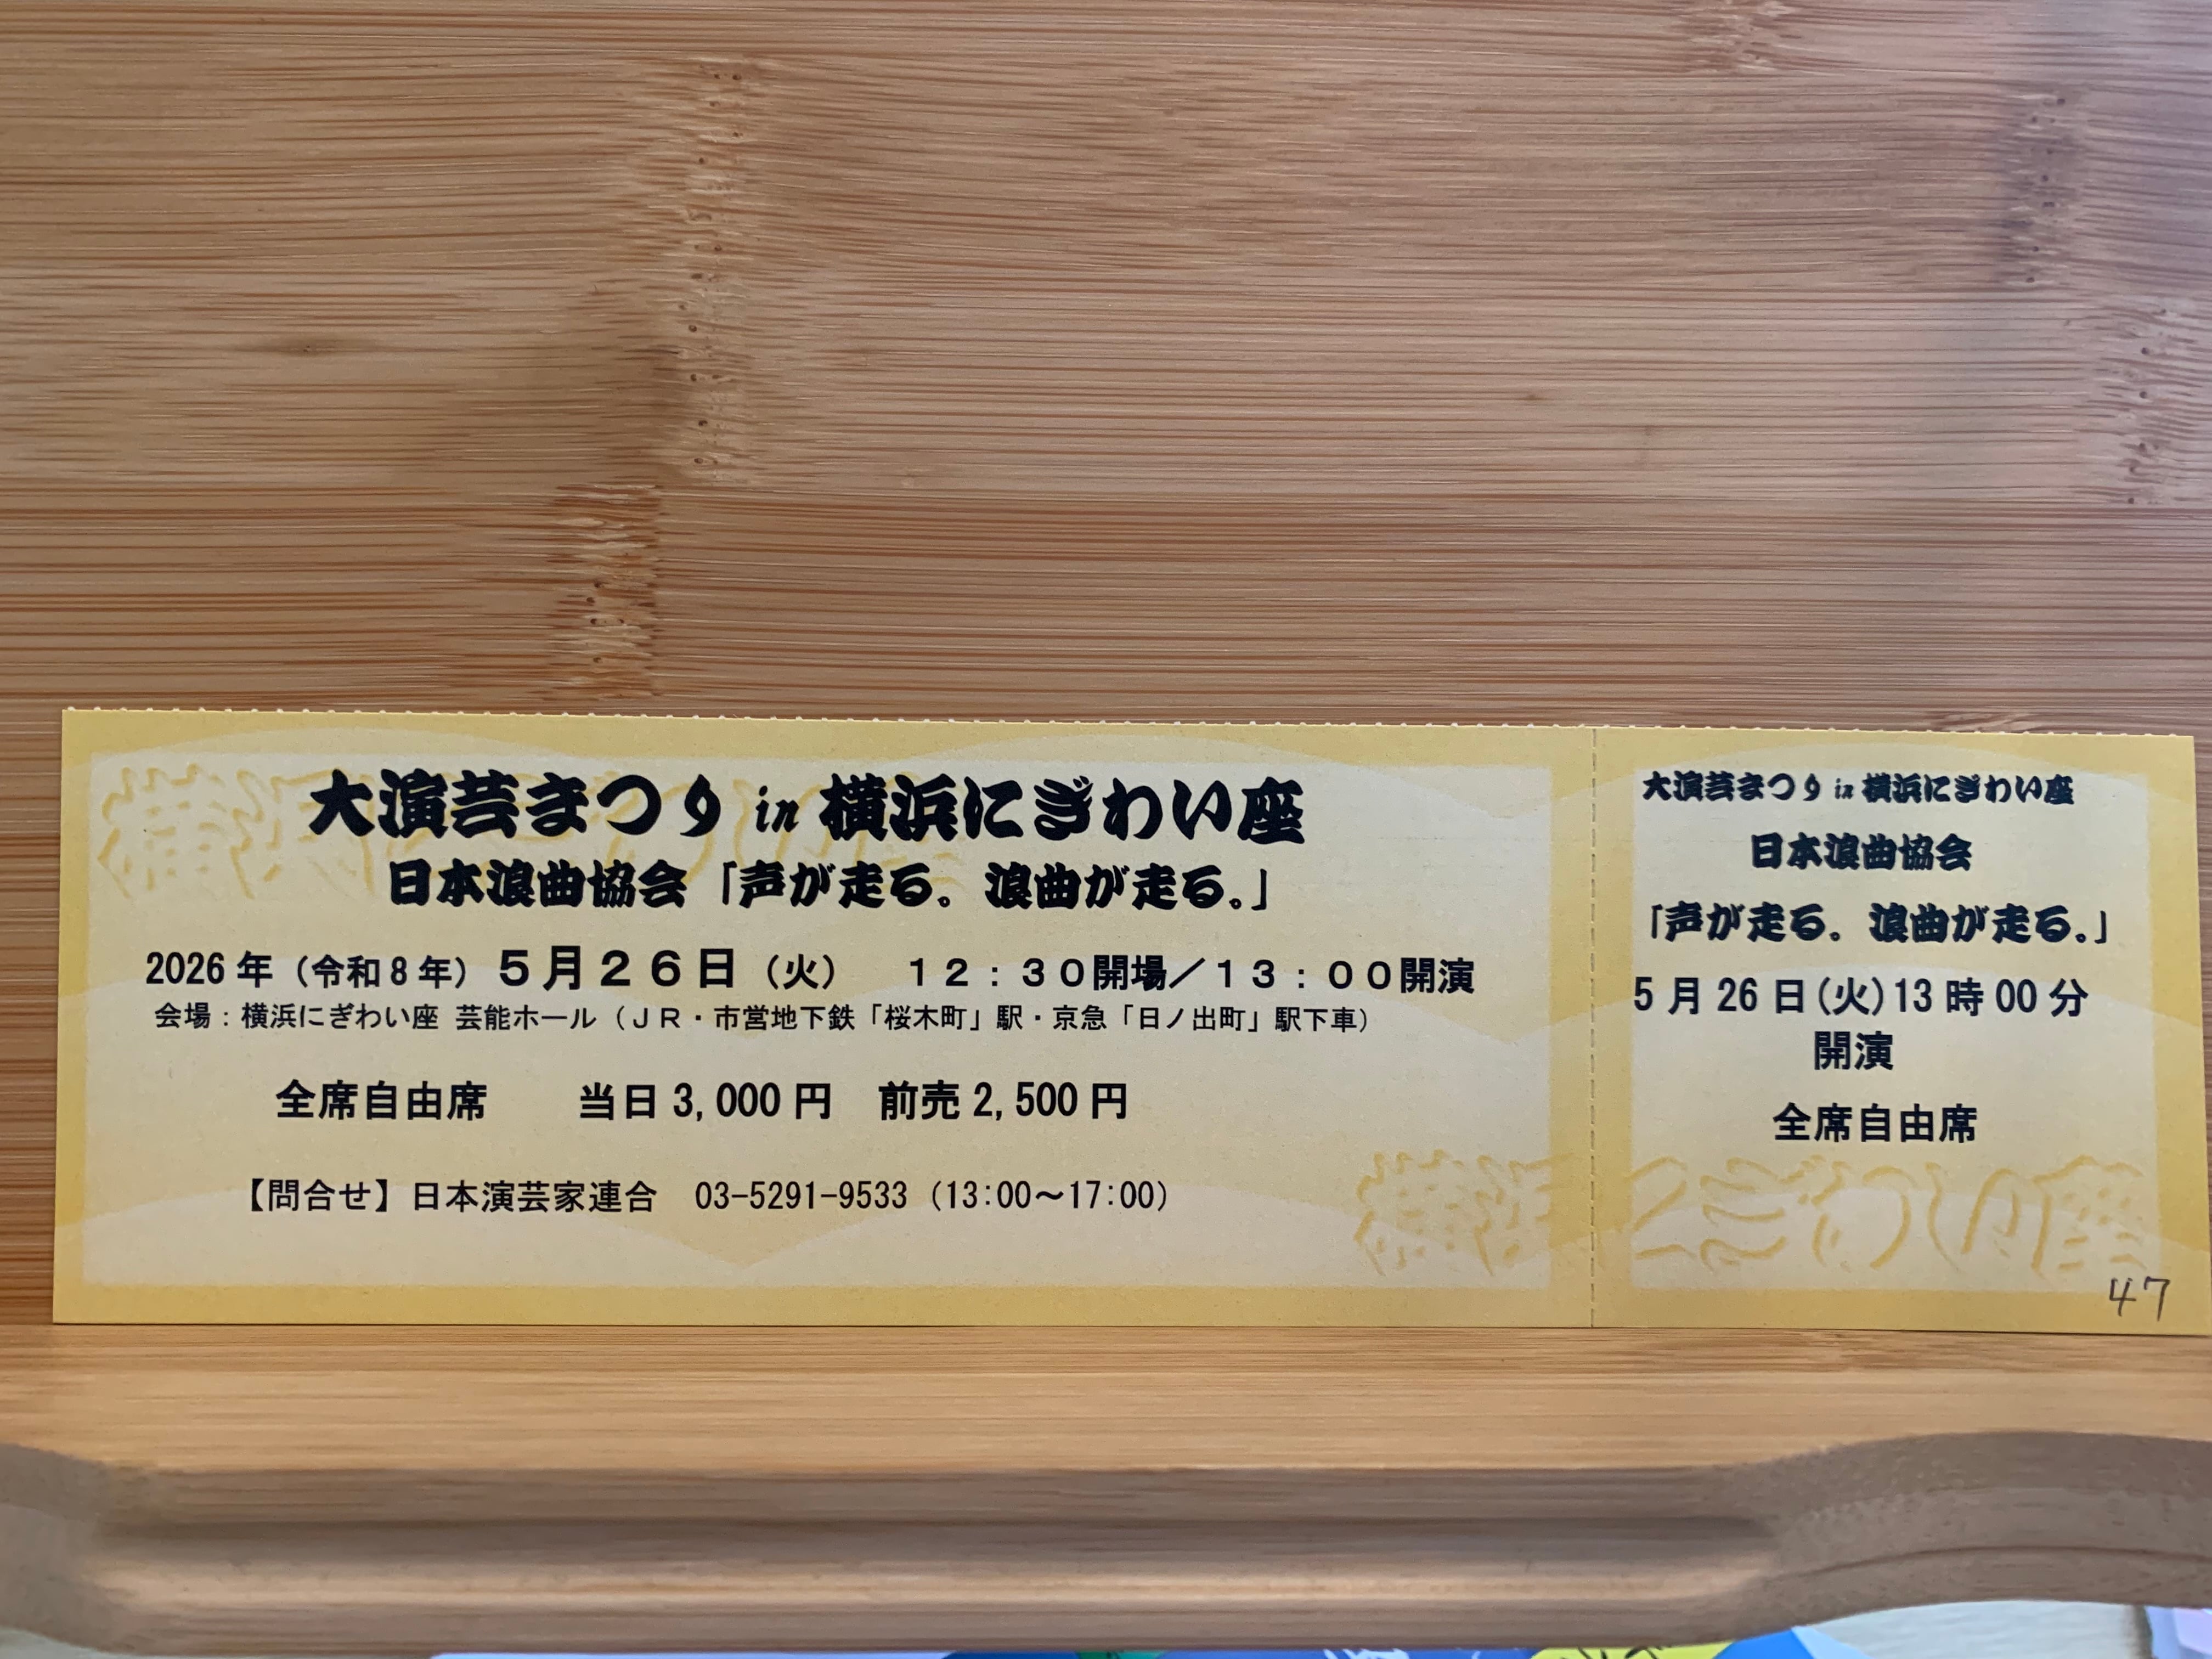 大演芸まつり in 横浜にぎわい座
日本浪曲協会「声が走る。浪曲が走る。」
2026年（令和8年）５月２６日（火）　１２：３０開場／１３：００開演
会場：横浜にぎわい座 芸能ホール（ＪＲ・市営地下鉄「桜木町」駅・京急「日ノ出町」駅下車）
全席自由席　当日3,000円　前売2,500円
【問合せ】日本演芸家連合　03-5291-9533（13:00～17:00）
大演芸まつり in 横浜にぎわい座
日本浪曲協会
「声が走る。浪曲が走る。」
5月26日(火)13時00分
開演
全席自由席
横浜にぎわい座
47